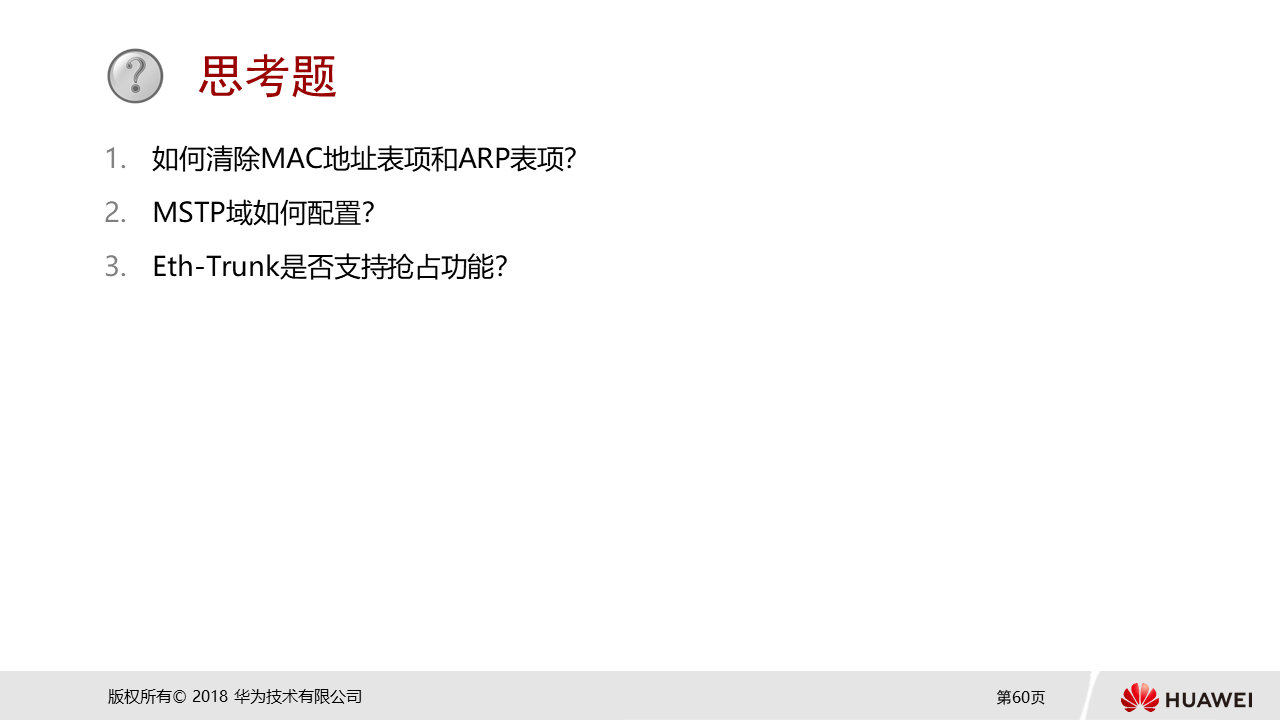 思考题
1. 如何清除MAC地址表项和ARP表项？
2. MSTP域如何配置？
3. Eth-Trunk是否支持抢占功能？
版权所有© 2018 华为技术有限公司
第60页
HUAWEI